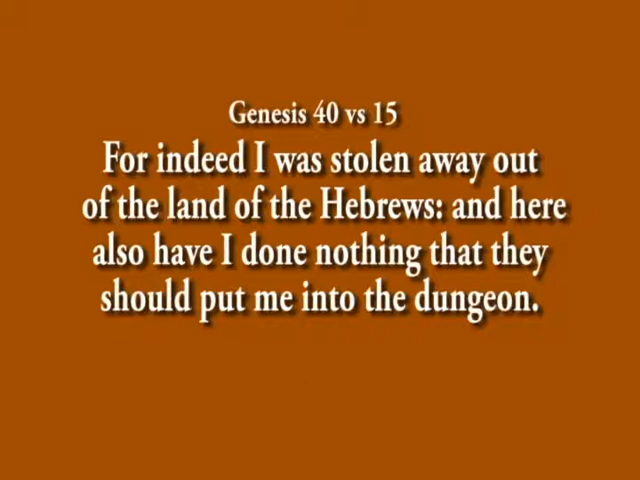 Genesis 40 vs 15
For indeed I was stolen away out
of the land of the Hebrews: and here
also have I done nothing that they
should put me into the dungeon.